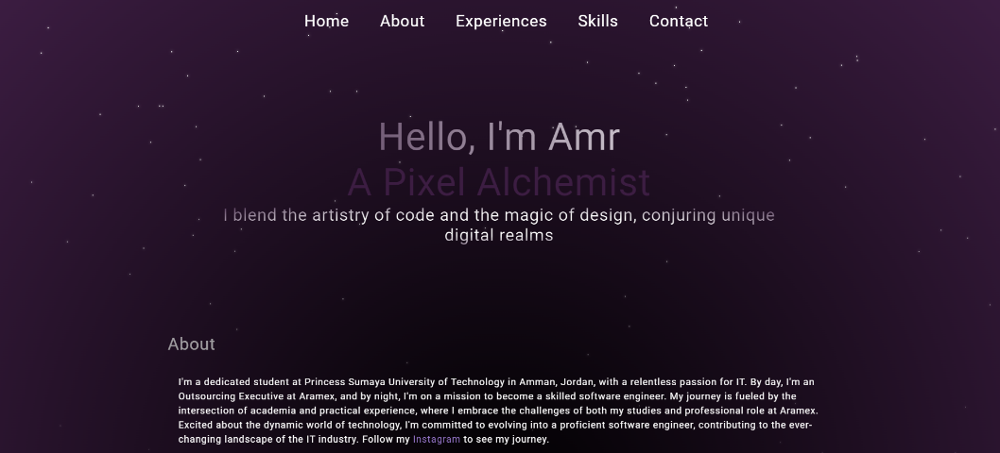 Home About Experiences Skills Contact
Hello, I'm Amr
A Pixel Alchemist
I blend the artistry of code and the magic of design, conjuring unique
digital realms
About
I'm a dedicated student at Princess Sumaya University of Technology in Amman, Jordan, with a relentless passion for IT. By day, I'm an
Outsourcing Executive at Aramex, and by night, I'm on a mission to become a skilled software engineer. My journey is fueled by the
intersection of academia and practical experience, where I embrace the challenges of both my studies and professional role at Aramex.
Excited about the dynamic world of technology, I'm committed to evolving into a proficient software engineer, contributing to the ever-
changing landscape of the IT industry. Follow my Instagram to see my journey.